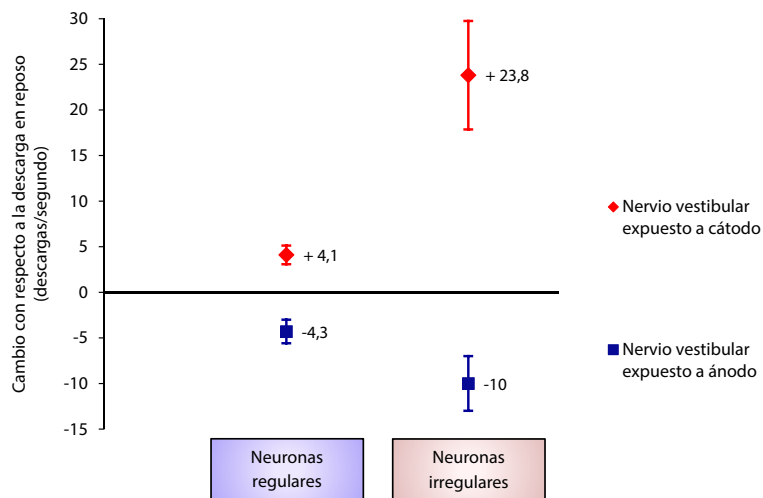 Cambio con respecto a la descarga en reposo
(descargas/segundo)
30
25
20
15
10
5
0
-5
-10
-15
+ 23,8
+ 4,1
-4,3
-10
Nervio vestibular
expuesto a cátodo
Nervio vestibular
expuesto a ánodo
Neuronas
regulares
Neuronas
irregulares